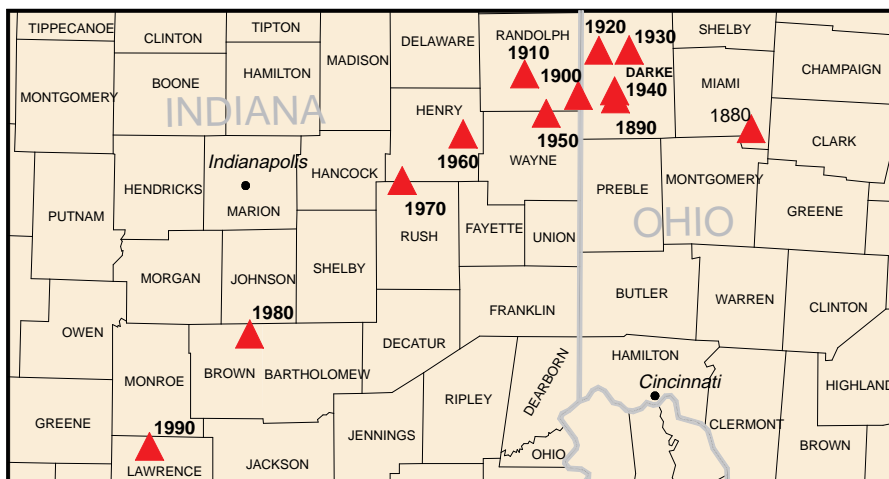 TIPPECANOE
CLINTON
TIPTON
MADISON
DELAWARE
RANDOLPH
1910
1920
1930
SHELBY
BOONE
HAMILTON
1900
DARKE
1940
MIAMI
CHAMPAIGN
MONTGOMERY
INDIANA
HENRY
1950
1890
1880
CLARK
Indianapolis
1960
WAYNE
HENDRICKS
HANCOCK
PREBLE
MONTGOMERY
PUTNAM
MARION
1970
RUSH
FAYETTE
UNION
OHIO
GREENE
MORGAN
JOHNSON
SHELBY
1980
FRANKLIN
BUTLER
WARREN
CLINTON
OWEN
DECATUR
HAMILTON
MONROE
BROWN
BARTHOLOMEW
DEARBORN
Cincinnati
HIGHLAND
RIPLEY
GREENE
1990
JENNINGS
CLERMONT
BROWN
LAWRENCE
JACKSON
OHIO